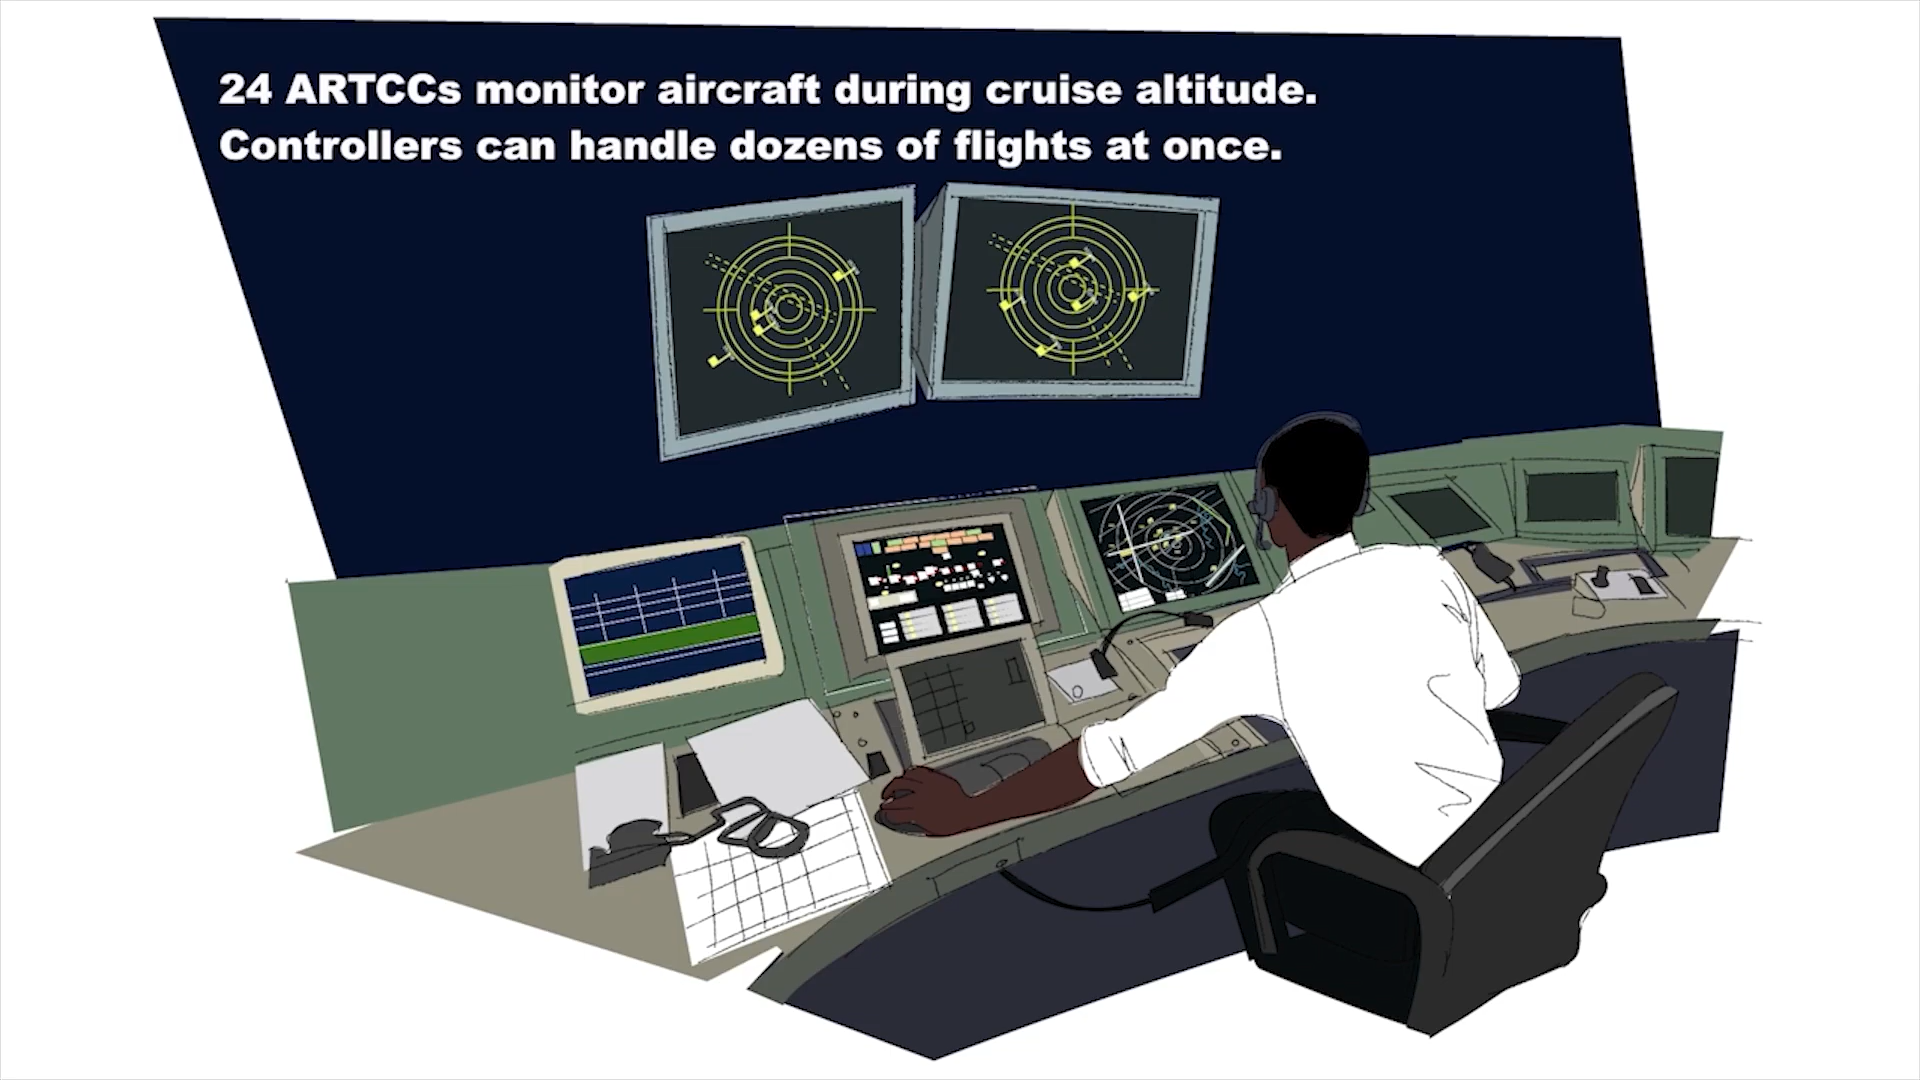 24 ARTCCs monitor aircraft during cruise altitude.
Controllers can handle dozens of flights at once.